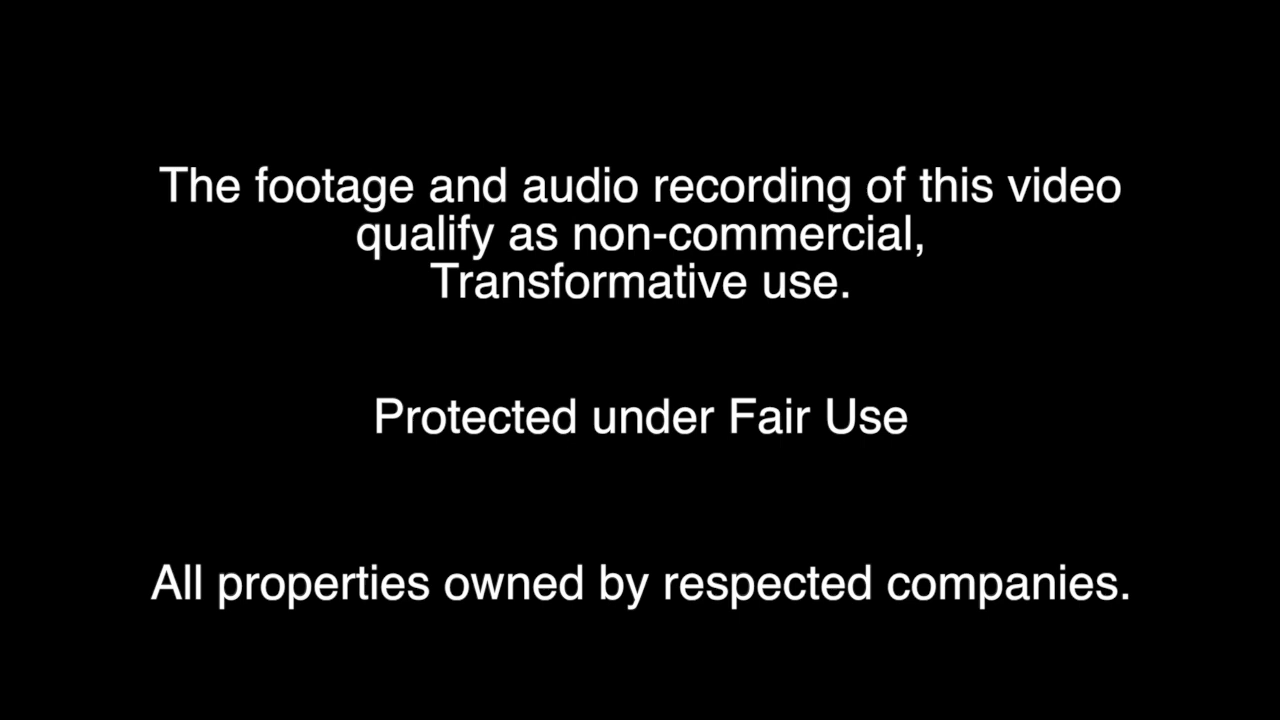 The footage and audio recording of this video
qualify as non-commercial,
Transformative use.
Protected under Fair Use
All properties owned by respected companies.